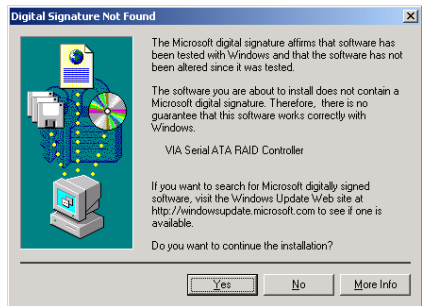 Digital Signature Not Found
The Microsoft digital signature affirms that software has
been tested with Windows and that the software has not
been altered since it was tested.
The software you are about to install does not contain a
Microsoft digital signature. Therefore, there is no
guarantee that this software works correctly with
Windows.
VIA Serial ATA RAID Controller
If you want to search for Microsoft digitally signed
software, visit the Windows Update Web site at
http://windowsupdate.microsoft.com to see if one is
available.
Do you want to continue the installation?
Yes No More Info